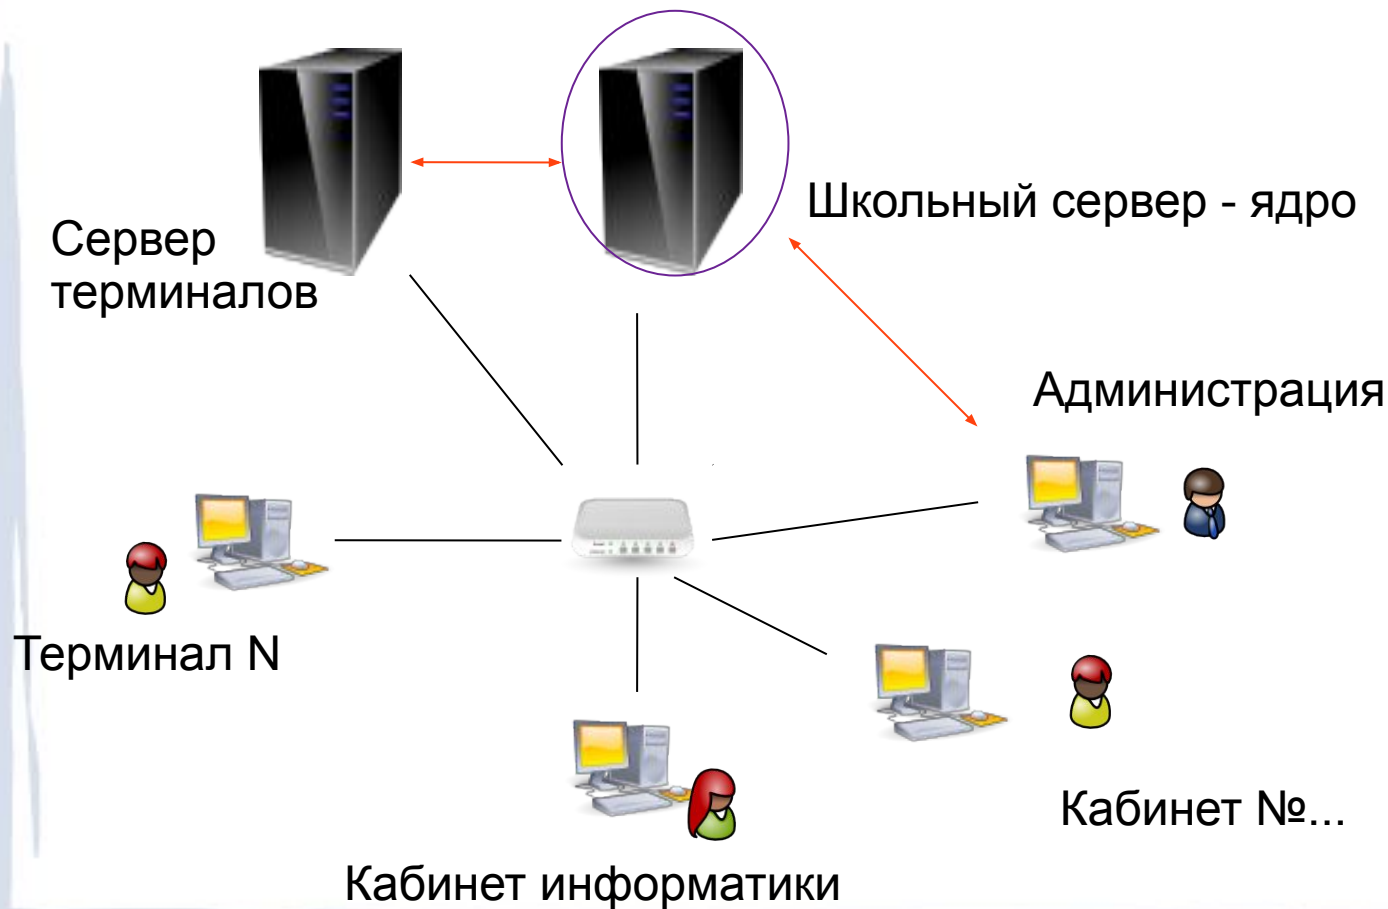 Школьный сервер - ядро
Сервер
терминалов
Администрация
Терминал N
Кабинет №...
Кабинет информатики